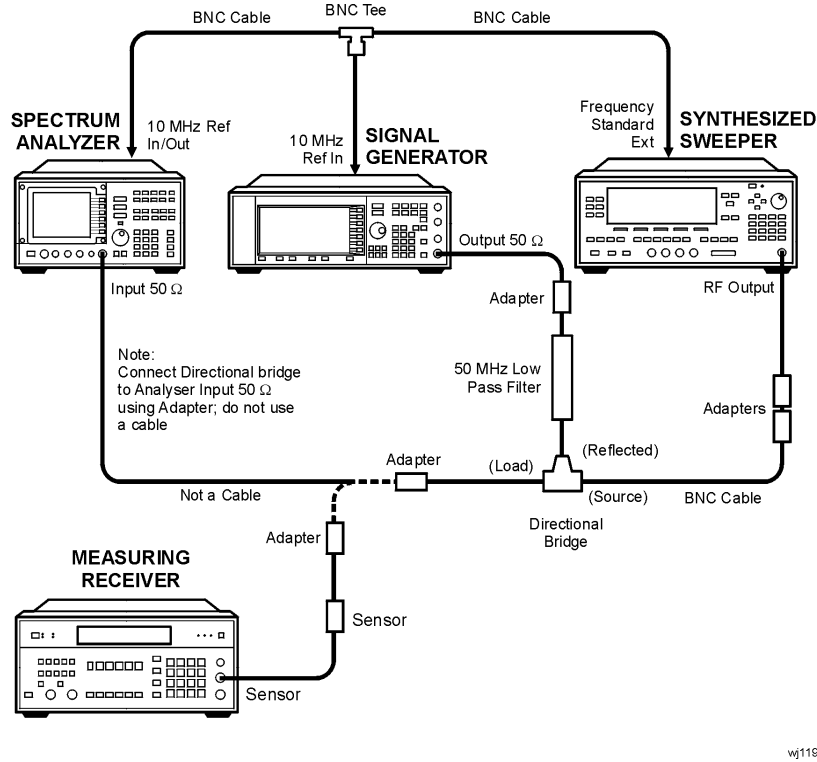 BNC Cable
BNC Tee
BNC Cable
SPECTRUM
ANALYZER
10 MHz Ref
In/Out
10 MHz
Ref In
SIGNAL
GENERATOR
Frequency
Standard
Ext
SYNTHESIZED
SWEEPER
Input 50 Ω
Output 50 Ω
RF Output
Adapter
Note:
Connect Directional bridge
to Analyser Input 50 Ω
using Adapter; do not use
a cable
50 MHz Low
Pass Filter
Adapters
Adapter
(Load)
(Reflected)
Not a Cable
(Source)
BNC Cable
Directional
Bridge
Adapter
MEASURING
RECEIVER
Sensor
Sensor
wj119